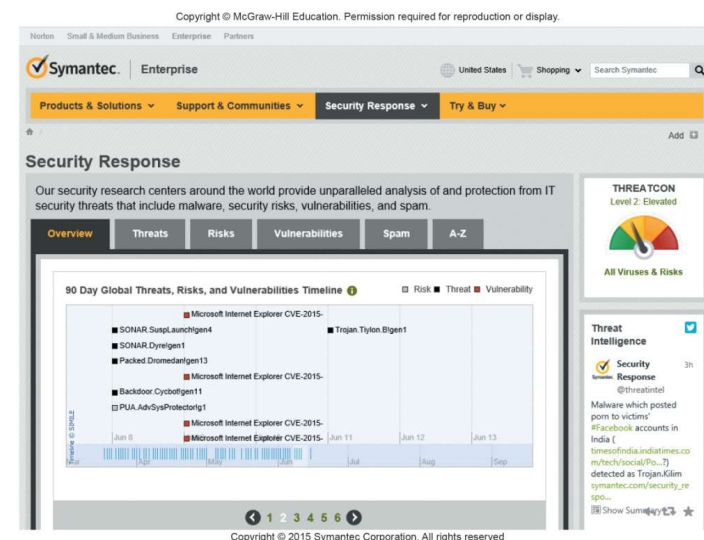 Copyright © McGraw-Hill Education. Permission required for reproduction or display.
Norton Small & Medium Business Enterprise Partners
Symantec. Enterprise
United States Shopping Search Symantec
Products & Solutions Support & Communities Security Response Try & Buy
Add
Security Response
Our security research centers around the world provide unparalleled analysis of and protection from IT
security threats that include malware, security risks, vulnerabilities, and spam.
Overview Threats Risks Vulnerabilities Spam A-Z
90 Day Global Threats, Risks, and Vulnerabilities Timeline
Risk Threat Vulnerability
Microsoft Internet Explorer CVE-2015-
SONAR.SuspLaunch!gen4 Trojan.Tiylon.B!gen1
SONAR.Dyre!gen1
Packed.Dromedan!gen13
Microsoft Internet Explorer CVE-2015-
Backdoor.Cycbot!gen11
PUA.AdvSysProtector!g1
Microsoft Internet Explorer CVE-2015-
Jun 8 Microsoft Internet Explorer CVE-2015- Jun 11 Jun 12 Jun 13
Timeline © SIMILE
Mar Apr May Jun Jul Aug Sep
1 2 3 4 5 6
THREATCON
Level 2: Elevated
All Viruses & Risks
Threat
Intelligence
Security 3h
Symantec. Response
@threatintel
Malware which posted
porn to victims'
#Facebook accounts in
India (
timesofindia.indiatimes.co
m/tech/social/Po...?)
detected as Trojan.Kilim
symantec.com/security_re
spo...
Show Summary
Copyright © 2015 Symantec Corporation. All rights reserved